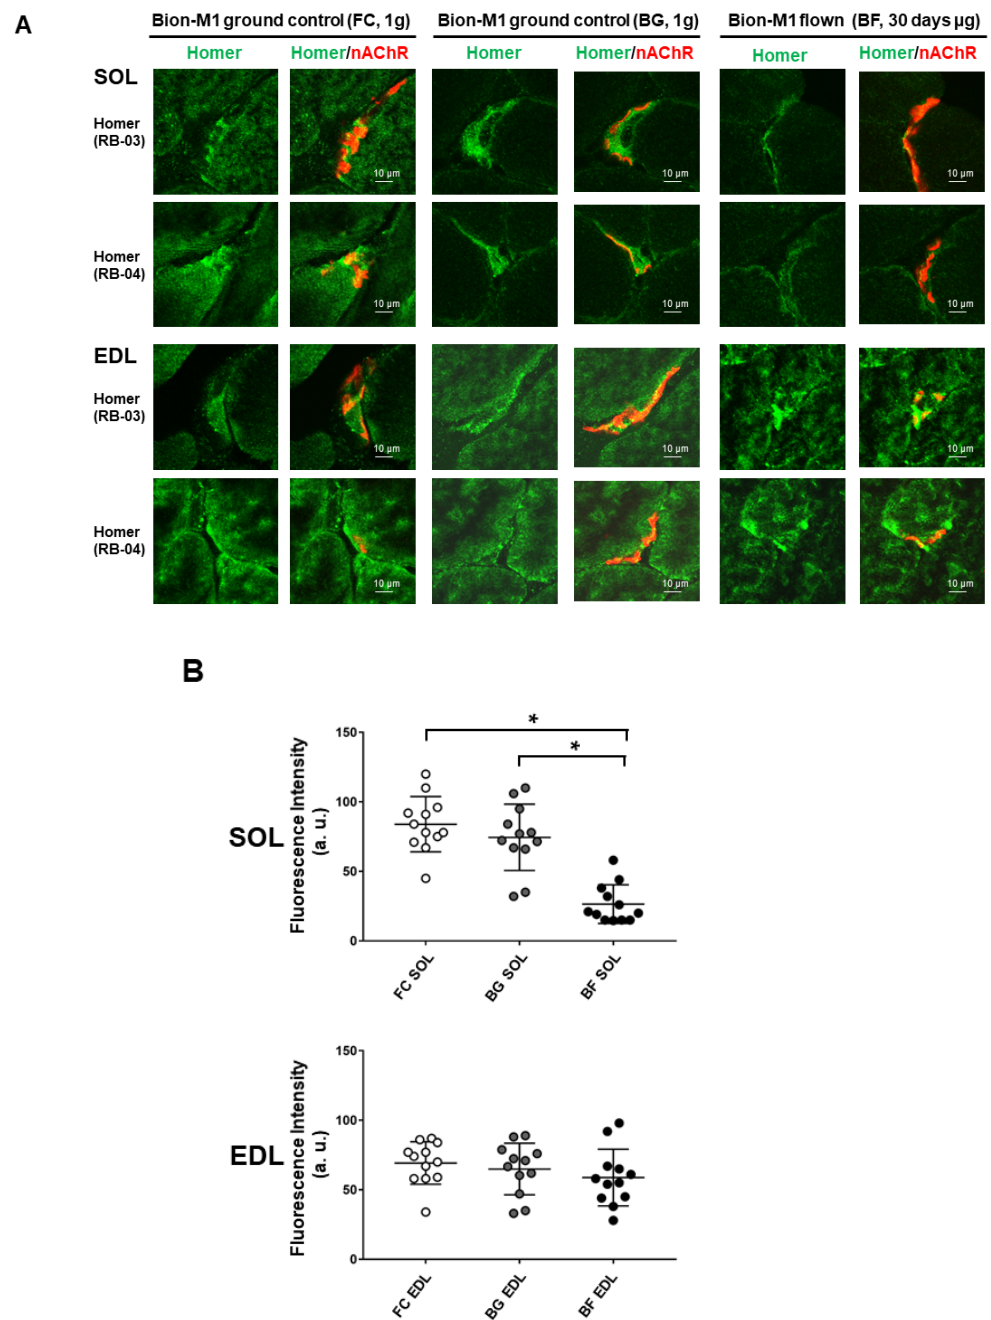 A
Bion-M1 ground control (FC, 1g)
Bion-M1 ground control (BG, 1g)
Bion-M1 flown (BF, 30 days µg)
Homer
Homer/nAChR
Homer
Homer/nAChR
Homer
Homer/nAChR
SOL
Homer
(RB-03)
10 µm
10 µm
10 µm
Homer
(RB-04)
10 µm
10 µm
10 µm
EDL
Homer
(RB-03)
10 µm
10 µm
10 µm
Homer
(RB-04)
10 µm
10 µm
10 µm
B
SOL
Fluorescence Intensity
(a. u.)
150
100
50
0
*
*
FC SOL
BG SOL
BF SOL
EDL
Fluorescence Intensity
(a. u.)
150
100
50
0
FC EDL
BG EDL
BF EDL